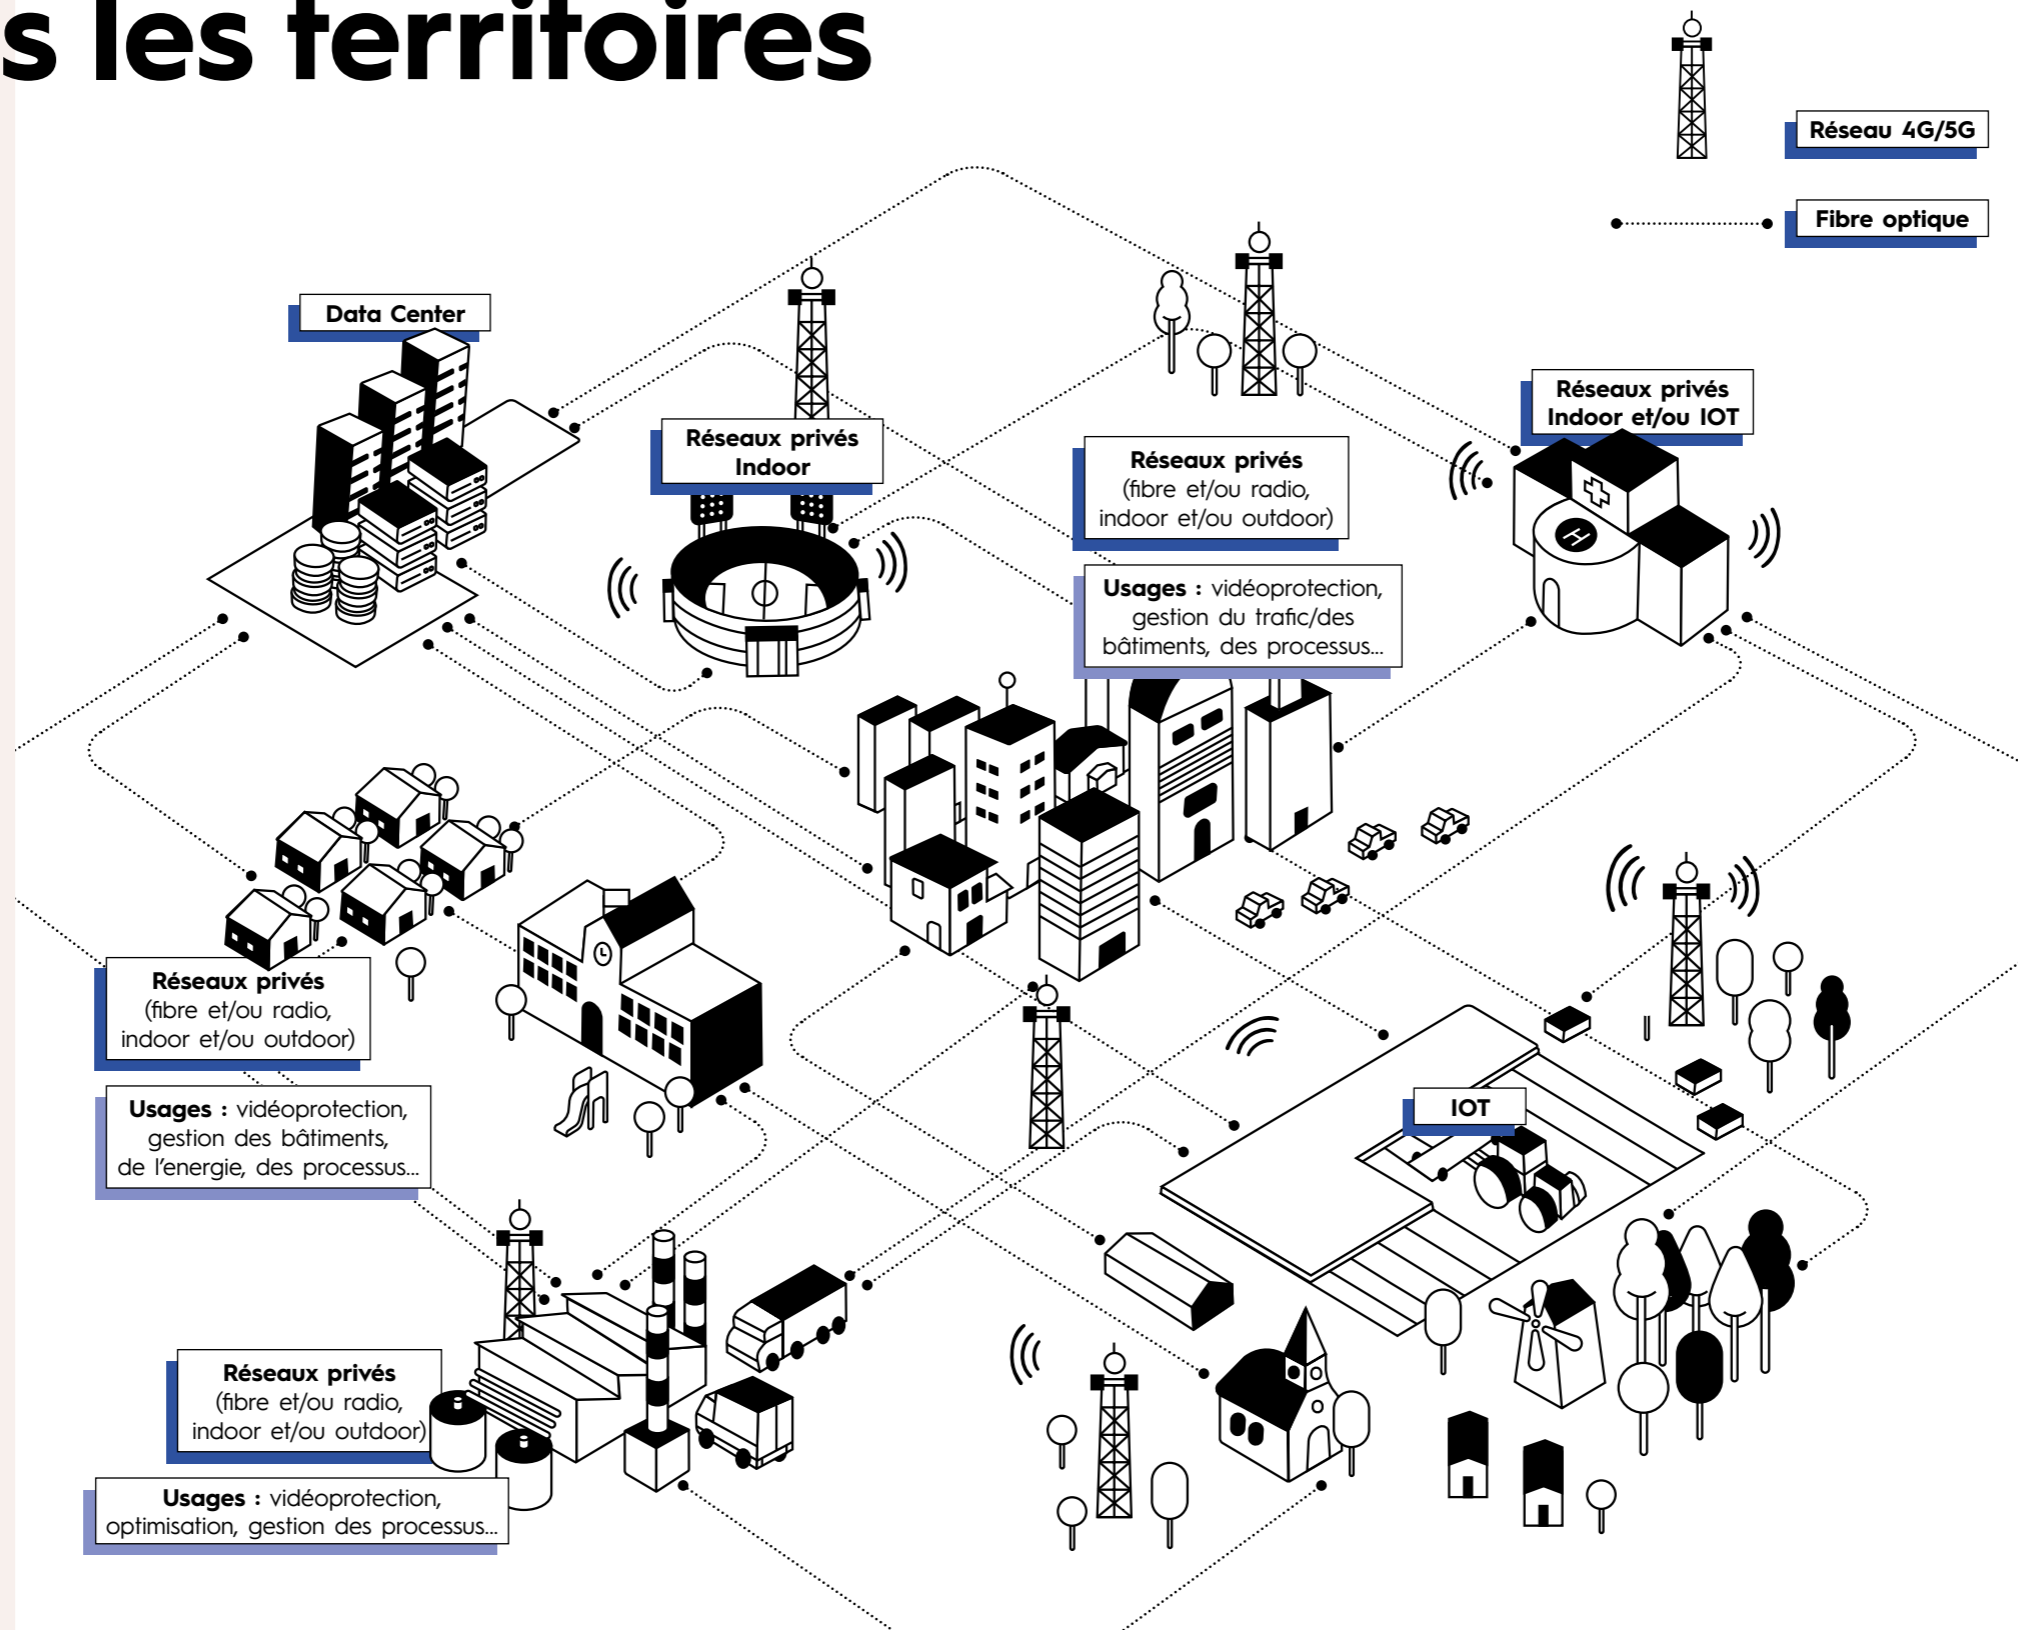 s les territoires
Réseau 4G/5G
Fibre optique
Data Center
Réseaux privés
Indoor
Réseaux privés
(fibre et/ou radio,
indoor et/ou outdoor)
Usages : vidéoprotection,
gestion du trafic/des
bâtiments, des processus...
Réseaux privés
Indoor et/ou IOT
H
Réseaux privés
(fibre et/ou radio,
indoor et/ou outdoor)
Usages : vidéoprotection,
gestion des bâtiments,
de l'energie, des processus...
IOT
Réseaux privés
(fibre et/ou radio,
indoor et/ou outdoor)
Usages : vidéoprotection,
optimisation, gestion des processus...